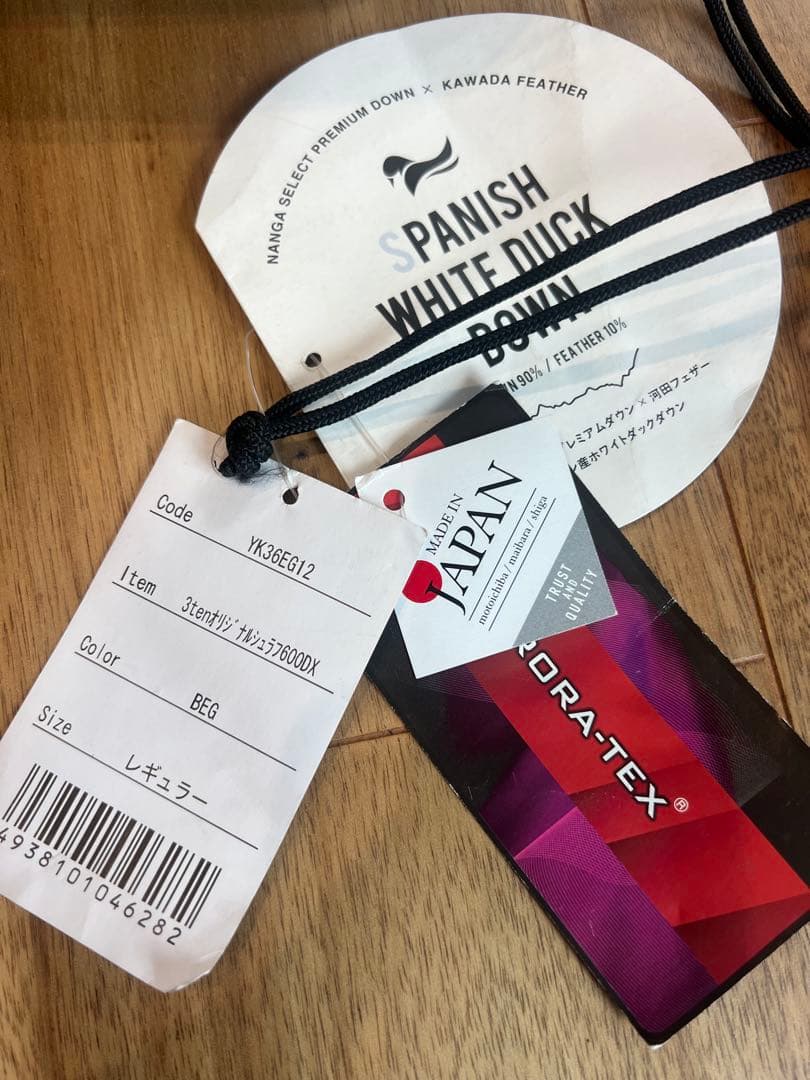 NANGA SELECT PREMIUM DOWN × KAWADA FEATHER
SPANISH
WHITE DUCK
DOWN
90% / FEATHER 10%
レミアムダウン × 河田フェザー
産ホワイトダックダウン
MADE IN
JAPAN
motoichiba / maibara / shiga
TRUST
AND
QUALITY
RORA-TEX®
Code YK36EG12
Item 3tenｵﾘｼﾞﾅﾙｼｭﾗﾌ600DX
Color BEG
Size レギュラー
4938101046282